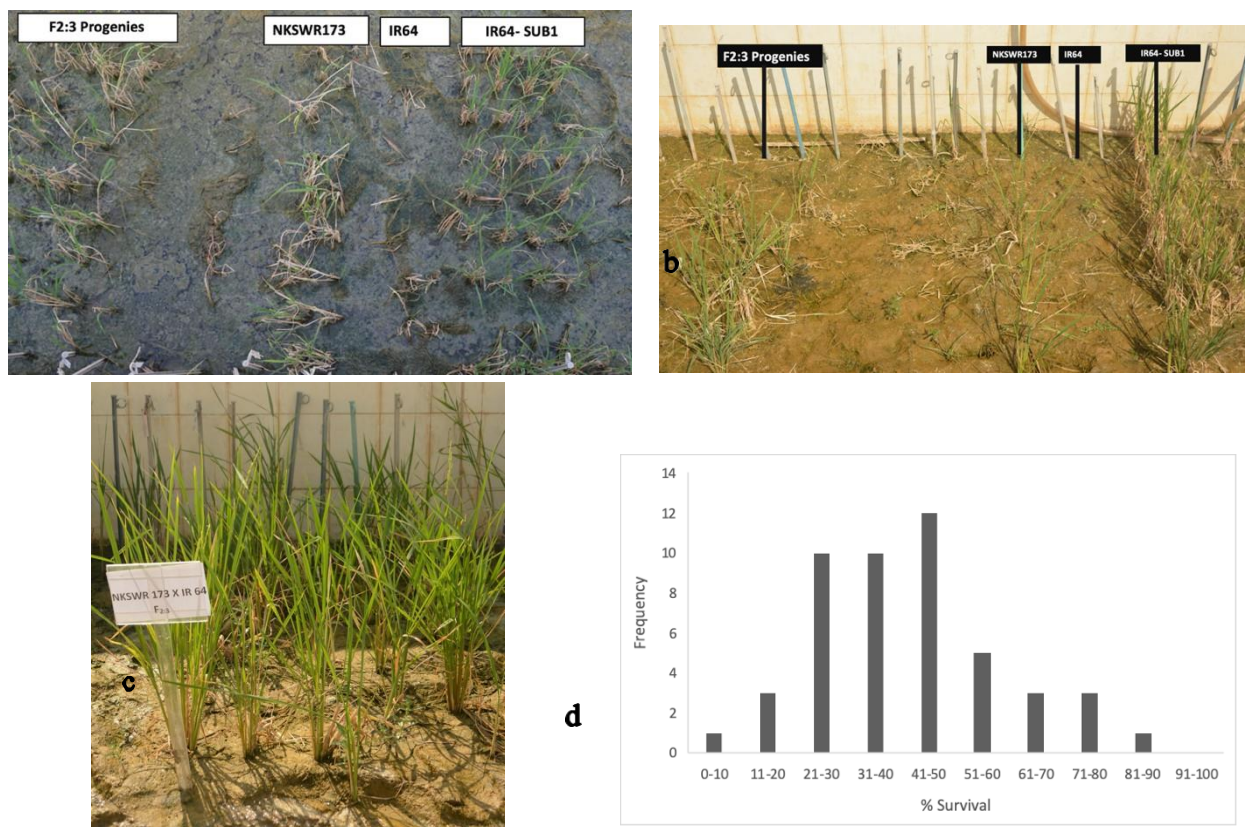 F2:3 Progenies
NKSWR173
IR64
IR64- SUB1
F2:3 Progenies
NKSWR173
IR64
IR64- SUB1
b
NKSWR 173 X IR 64
c
d
14
12
10
8
6
4
2
0
Frequency
0-10 11-20 21-30 31-40 41-50 51-60 61-70 71-80 81-90 91-100
% Survival